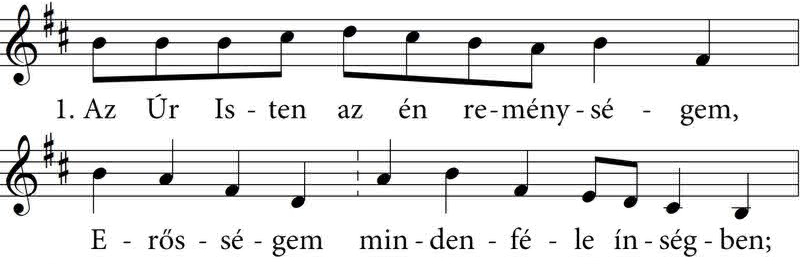 1. Az Úr Is - ten az én re-mény - sé - gem,
E - rős - sé - gem min - den - fé - le ín - ség - ben;